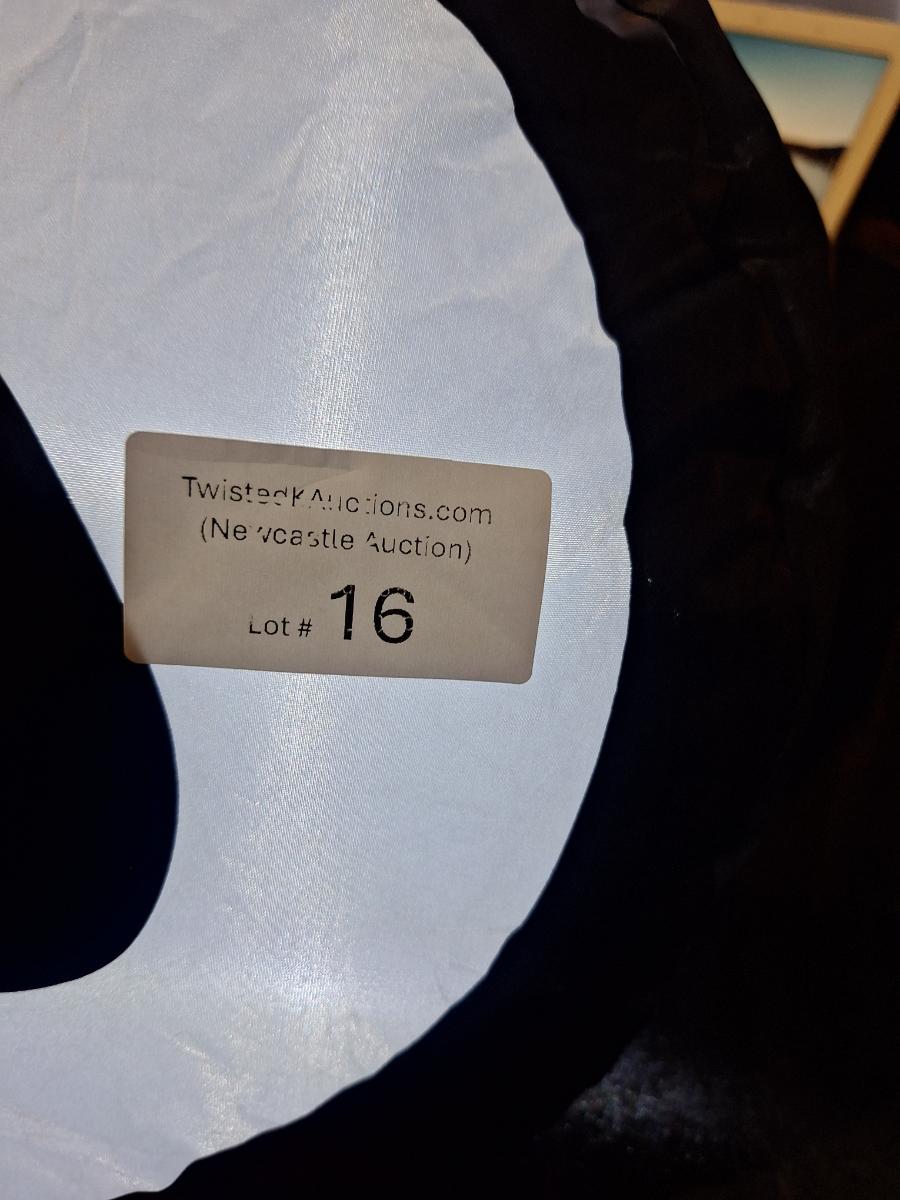 TwistedkAuctions.com
(Newcastle Auction)
Lot # 16